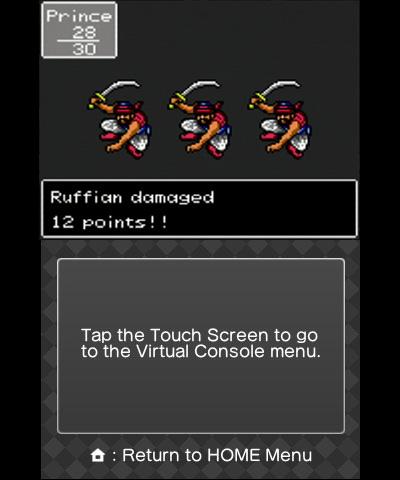 Prince
28
30
Ruffian damaged
12 points!!
Tap the Touch Screen to go
to the Virtual Console menu.
: Return to HOME Menu